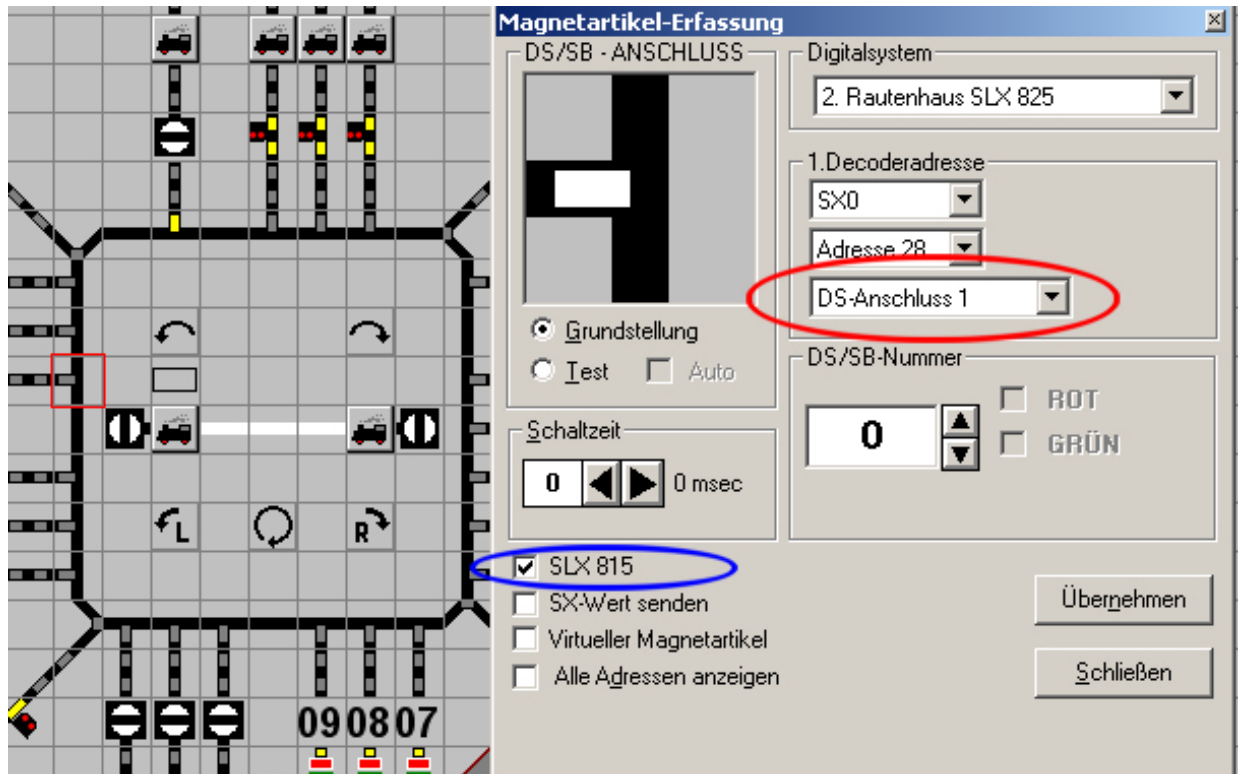 Magnetartikel-Erfassung
DS/SB - ANSCHLUSS
Grundstellung
Test Auto
Schaltzeit
0 0 msec
SLX 815
SX-Wert senden
Virtueller Magnetartikel
Alle Adressen anzeigen
Digitalsystem
2. Rautenhaus SLX 825
1.Decoderadresse
SX0
Adresse 28
DS-Anschluss 1
DS/SB-Nummer
0
ROT
GRÜN
Übernehmen
Schließen
L R
09 08 07